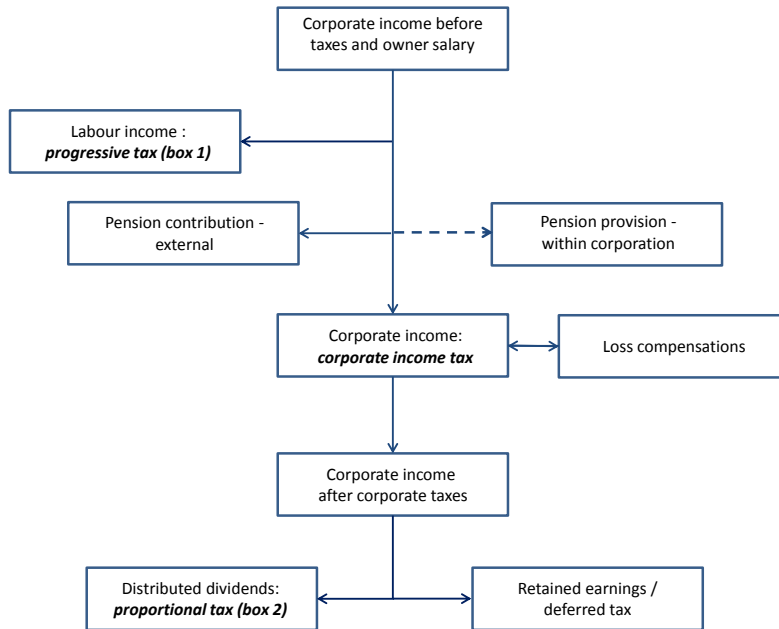 Corporate income before
taxes and owner salary
Labour income :
progressive tax (box 1)
Pension contribution -
external
Pension provision -
within corporation
Corporate income:
corporate income tax
Loss compensations
Corporate income
after corporate taxes
Distributed dividends:
proportional tax (box 2)
Retained earnings /
deferred tax